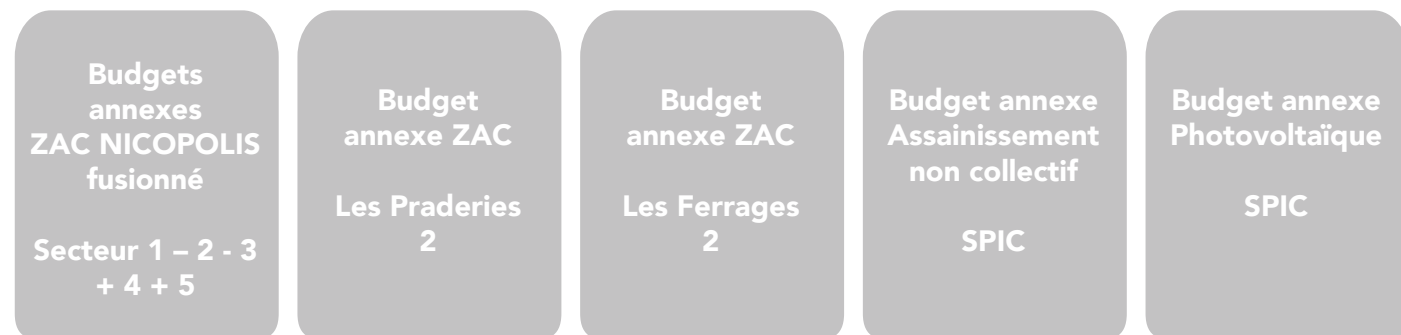 Budgets
annexes
ZAC NICOPOLIS
fusionné
Secteur 1 – 2 - 3
+ 4 + 5
Budget
annexe ZAC
Les Praderies
2
Budget
annexe ZAC
Les Ferrages
2
Budget annexe
Assainissement
non collectif
SPIC
Budget annexe
Photovoltaïque
SPIC